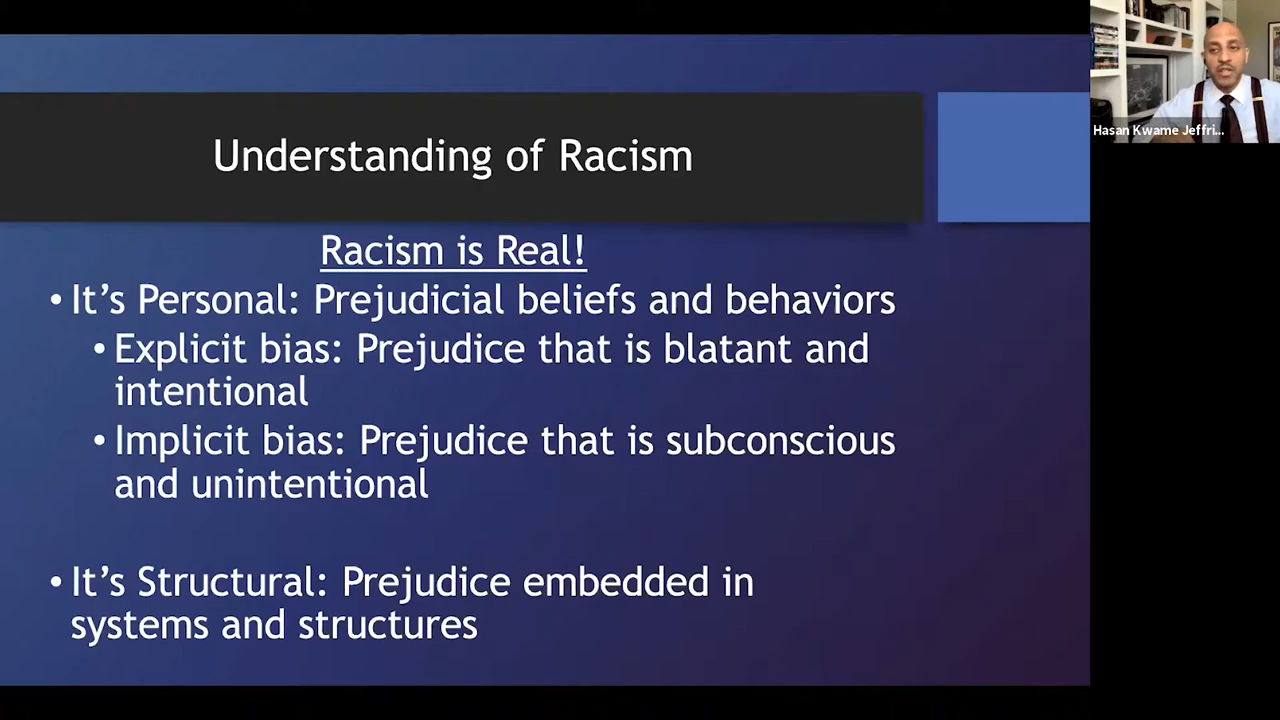 Understanding of Racism
Racism is Real!
• It’s Personal: Prejudicial beliefs and behaviors
• Explicit bias: Prejudice that is blatant and
intentional
• Implicit bias: Prejudice that is subconscious
and unintentional
• It’s Structural: Prejudice embedded in
systems and structures
Hasan Kwame Jeffri...